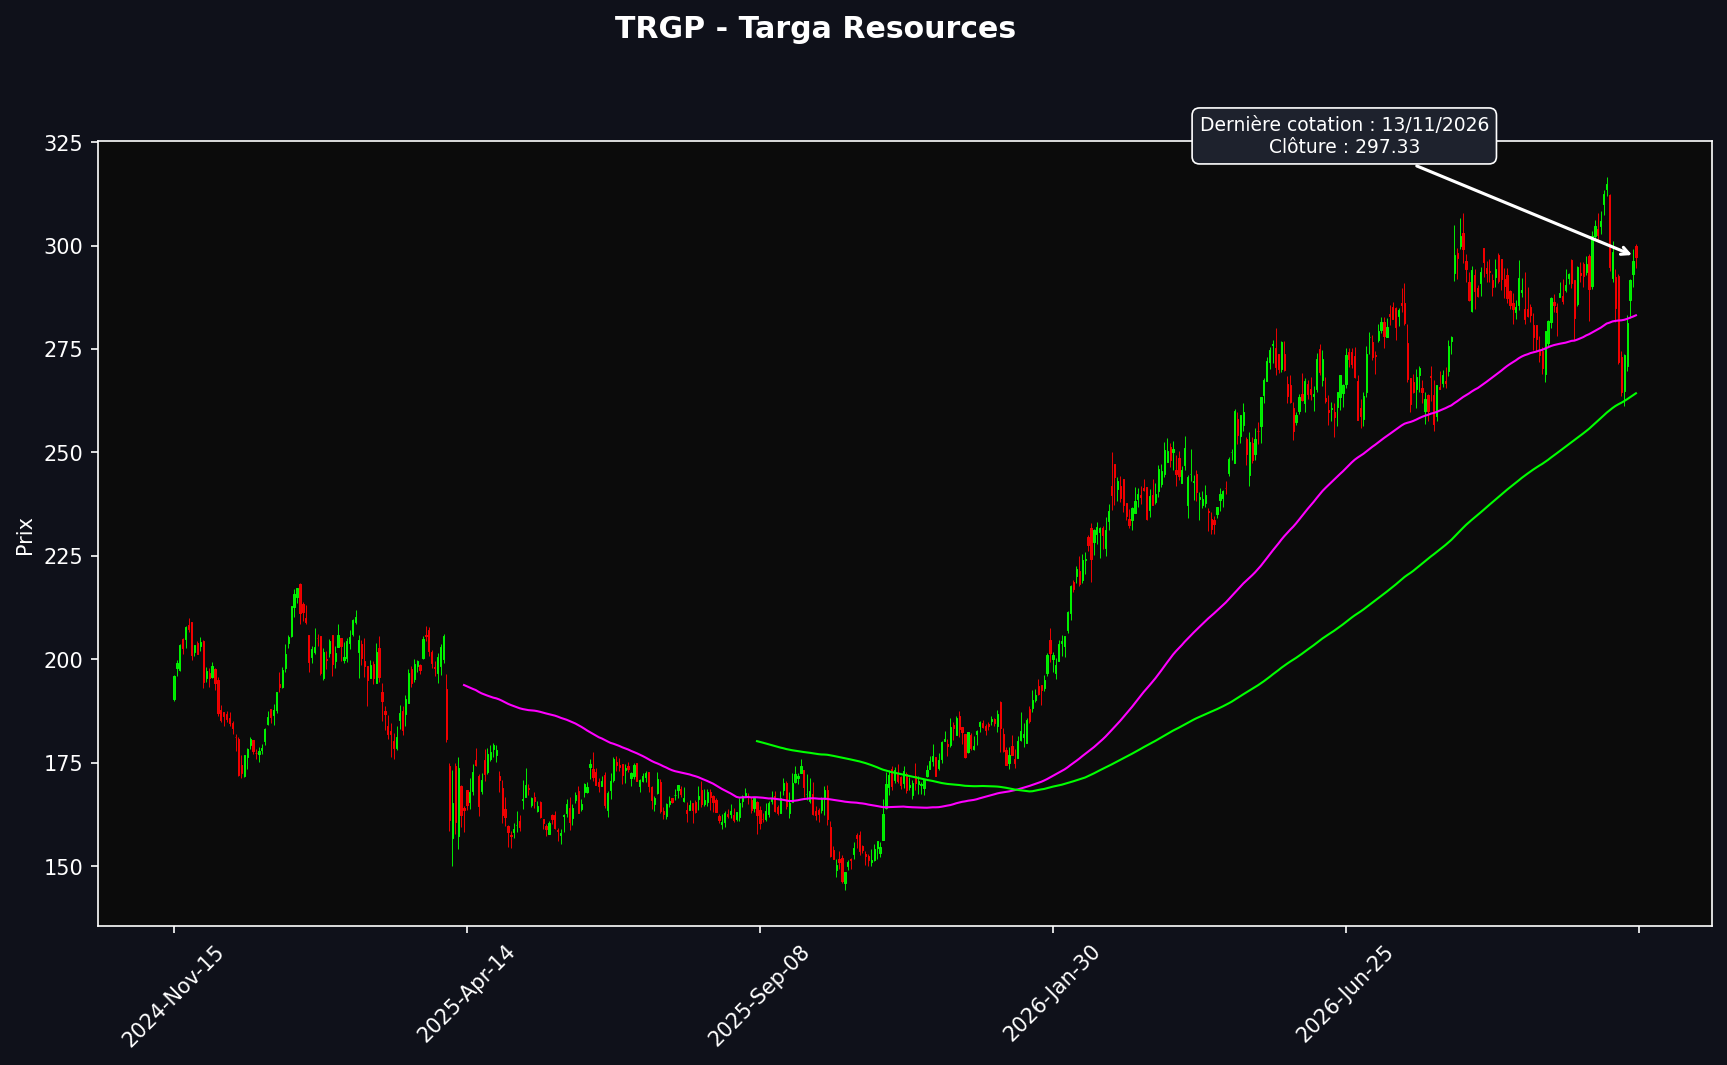 TRGP - Targa Resources
Dernière cotation : 13/11/2026
Clôture : 297.33
325
300
275
250
225
200
175
150
Prix
2024-Nov-15
2025-Apr-14
2025-Sep-08
2026-Jan-30
2026-Jun-25